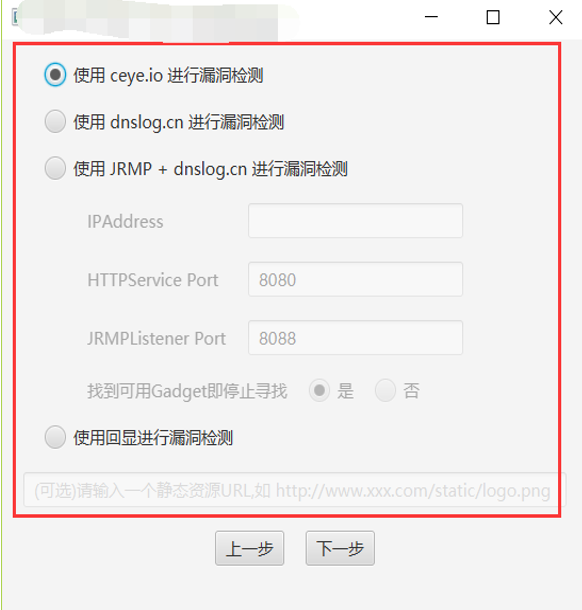 使用 ceye.io 进行漏洞检测
使用 dnslog.cn 进行漏洞检测
使用 JRMP + dnslog.cn 进行漏洞检测
IPAddress
HTTPService Port 8080
JRMPListener Port 8088
找到可用Gadget即停止寻找 是 否
使用回显进行漏洞检测
(可选)请输入一个静态资源URL,如 http://www.xxx.com/static/logo.png
上一步 下一步